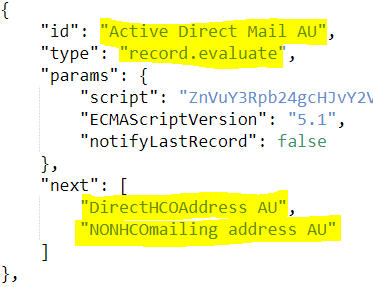 {
"id": "Active Direct Mail AU",
"type": "record.evaluate",
"params": {
"script": "ZnVuY3Rpb24gcHJvY2V
"ECMAScriptVersion": "5.1",
"notifyLastRecord": false
},
"next": [
"DirectHCOAddress AU",
"NONHCOmailing address AU"
]
},